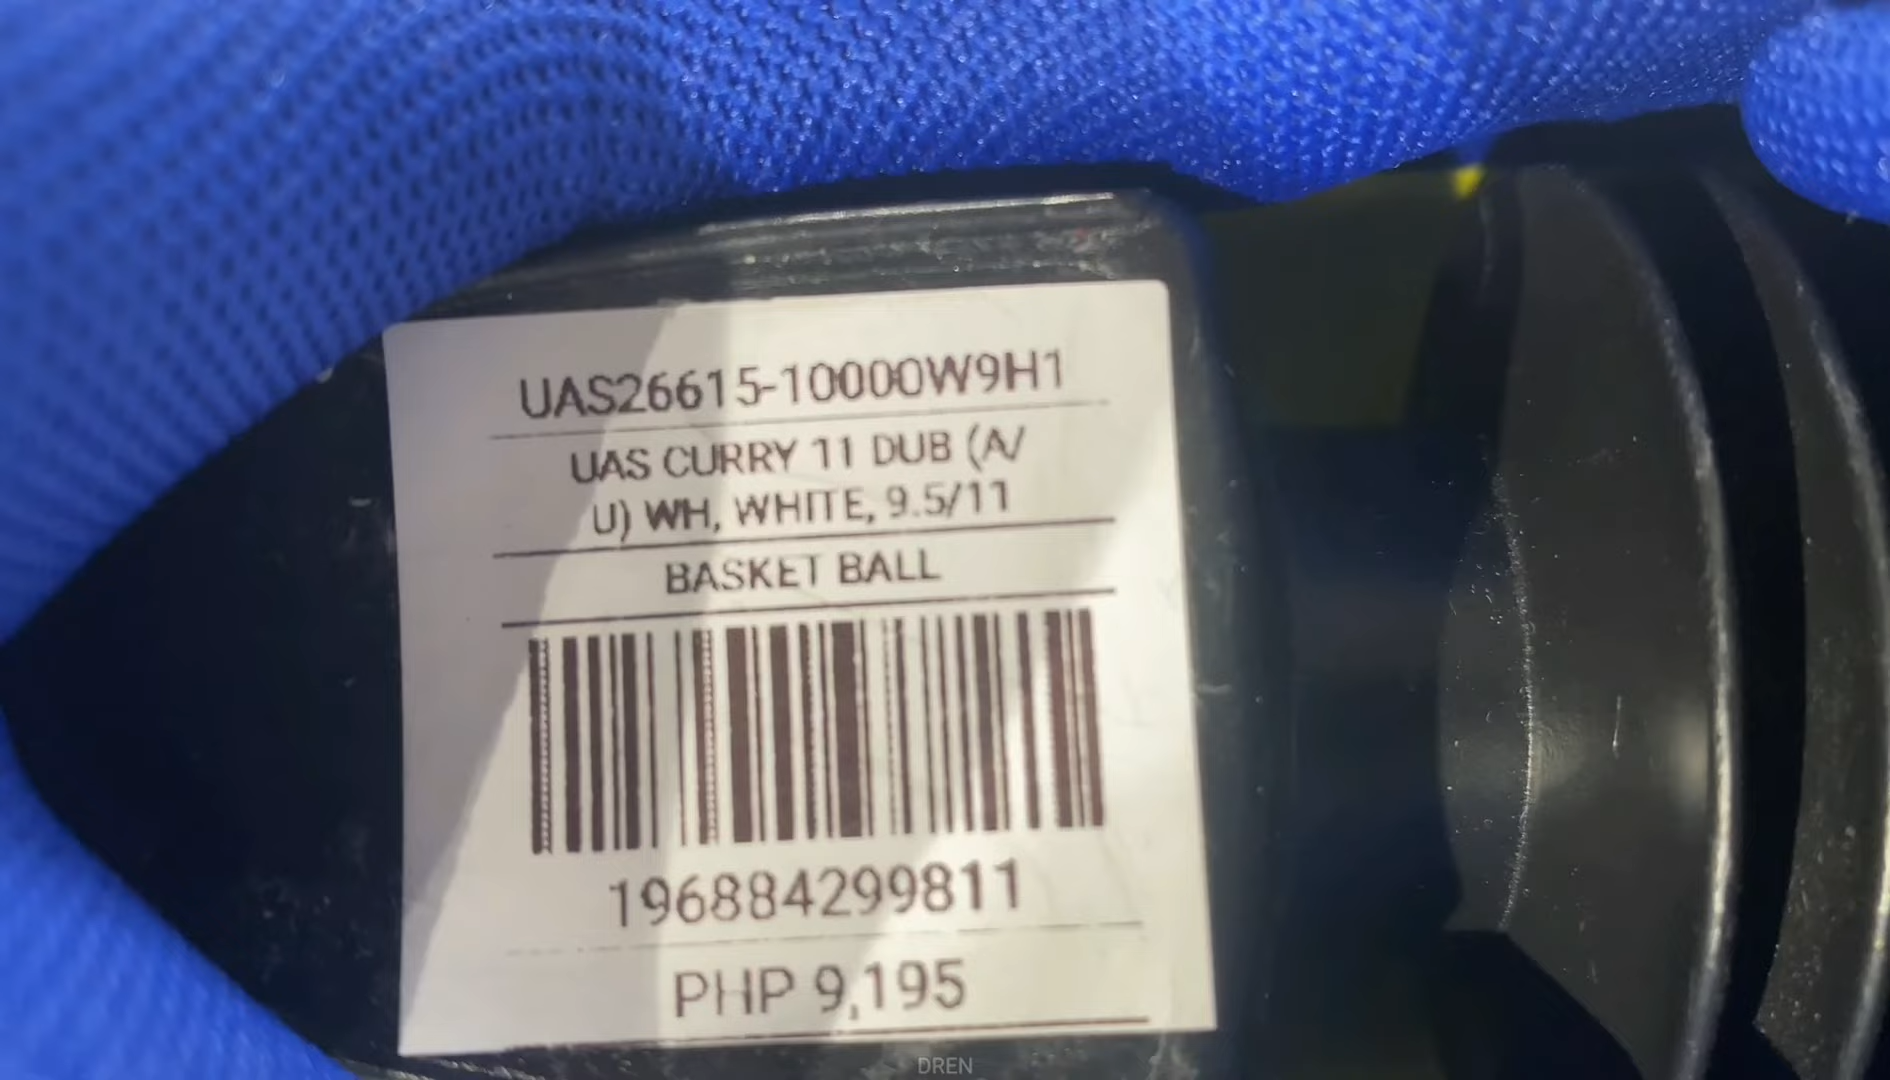 UAS26615-10000W9H1
UAS CURRY 11 DUB (A/
U) WH, WHITE, 9.5/11
BASKET BALL
196884299811
PHP 9,195
DREN